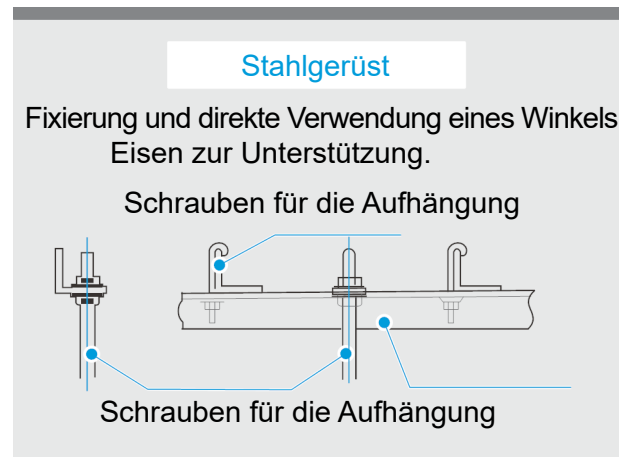 Stahlgerüst
Fixierung und direkte Verwendung eines Winkels
Eisen zur Unterstützung.
Schrauben für die Aufhängung
Schrauben für die Aufhängung